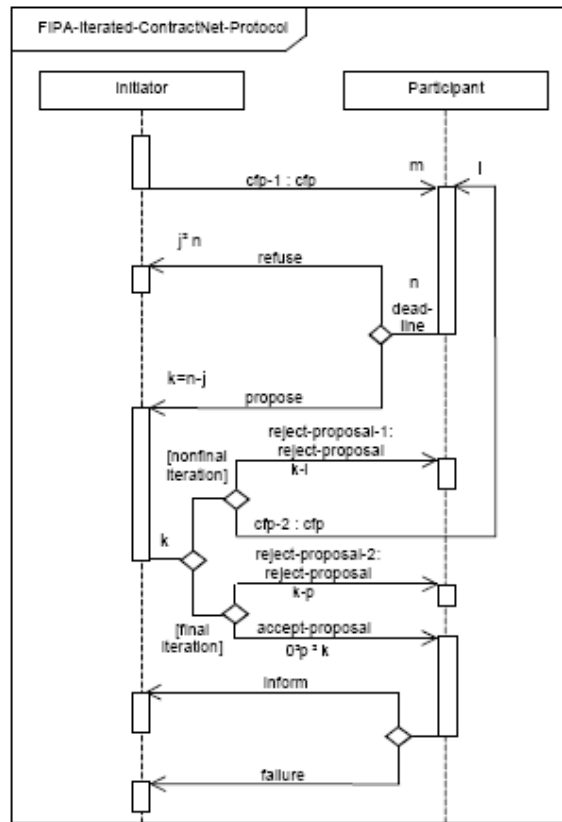 FIPA-Iterated-ContractNet-Protocol
Initiator
Participant
m
l
cfp-1 : cfp
j² n
refuse
n
dead-
line
k=n-j
propose
reject-proposal-1:
reject-proposal
k-l
[nonfinal
iteration]
cfp-2 : cfp
k
reject-proposal-2:
reject-proposal
k-p
[final
iteration]
accept-proposal
0²p ² k
inform
failure